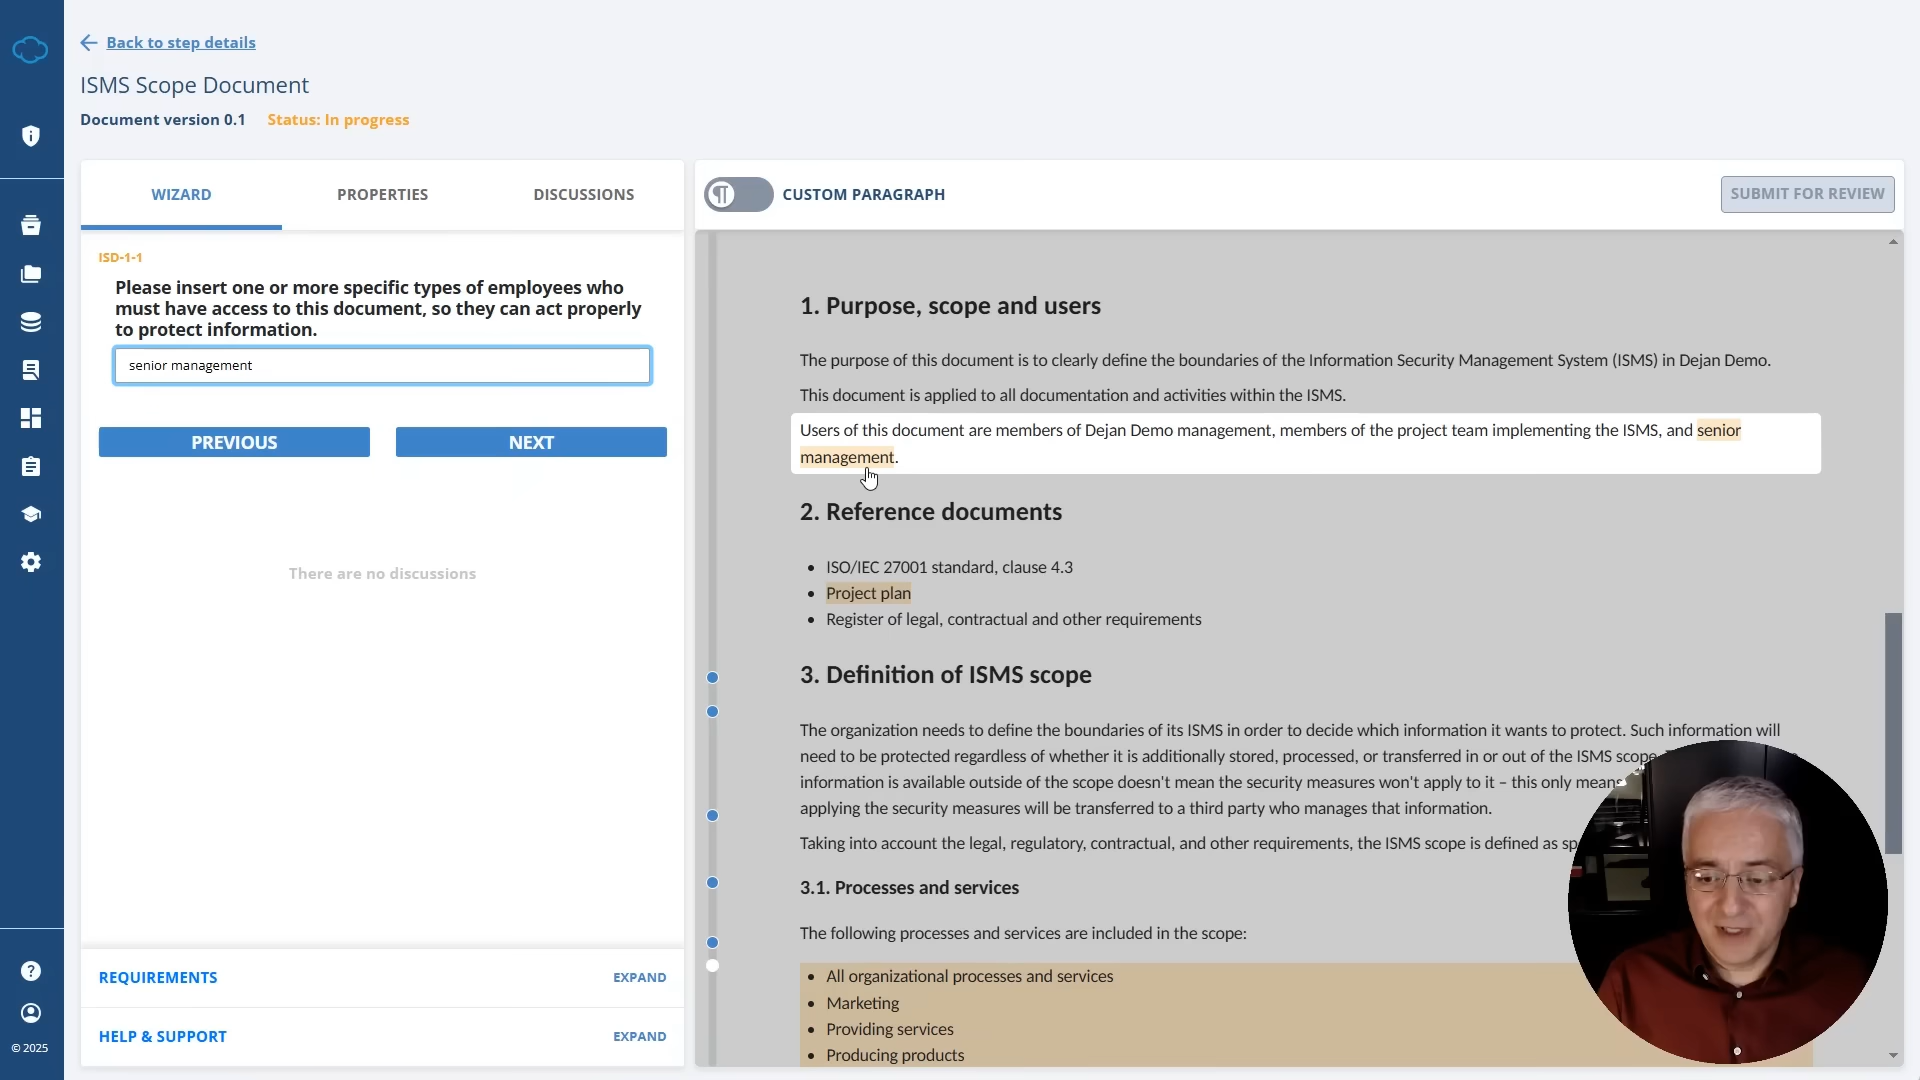 Back to step details
ISMS Scope Document
Document version 0.1 Status: In progress
WIZARD PROPERTIES DISCUSSIONS
ISD-1-1
Please insert one or more specific types of employees who
must have access to this document, so they can act properly
to protect information.
senior management
PREVIOUS NEXT
There are no discussions
REQUIREMENTS EXPAND
HELP & SUPPORT EXPAND
© 2025
CUSTOM PARAGRAPH SUBMIT FOR REVIEW
1. Purpose, scope and users
The purpose of this document is to clearly define the boundaries of the Information Security Management System (ISMS) in Dejan Demo.
This document is applied to all documentation and activities within the ISMS.
Users of this document are members of Dejan Demo management, members of the project team implementing the ISMS, and senior
management.
2. Reference documents
• ISO/IEC 27001 standard, clause 4.3
• Project plan
• Register of legal, contractual and other requirements
3. Definition of ISMS scope
The organization needs to define the boundaries of its ISMS in order to decide which information it wants to protect. Such information will
need to be protected regardless of whether it is additionally stored, processed, or transferred in or out of the ISMS scope.
information is available outside of the scope doesn't mean the security measures won't apply to it – this only means
applying the security measures will be transferred to a third party who manages that information.
Taking into account the legal, regulatory, contractual, and other requirements, the ISMS scope is defined as
3.1. Processes and services
The following processes and services are included in the scope:
• All organizational processes and services
• Marketing
• Providing services
• Producing products